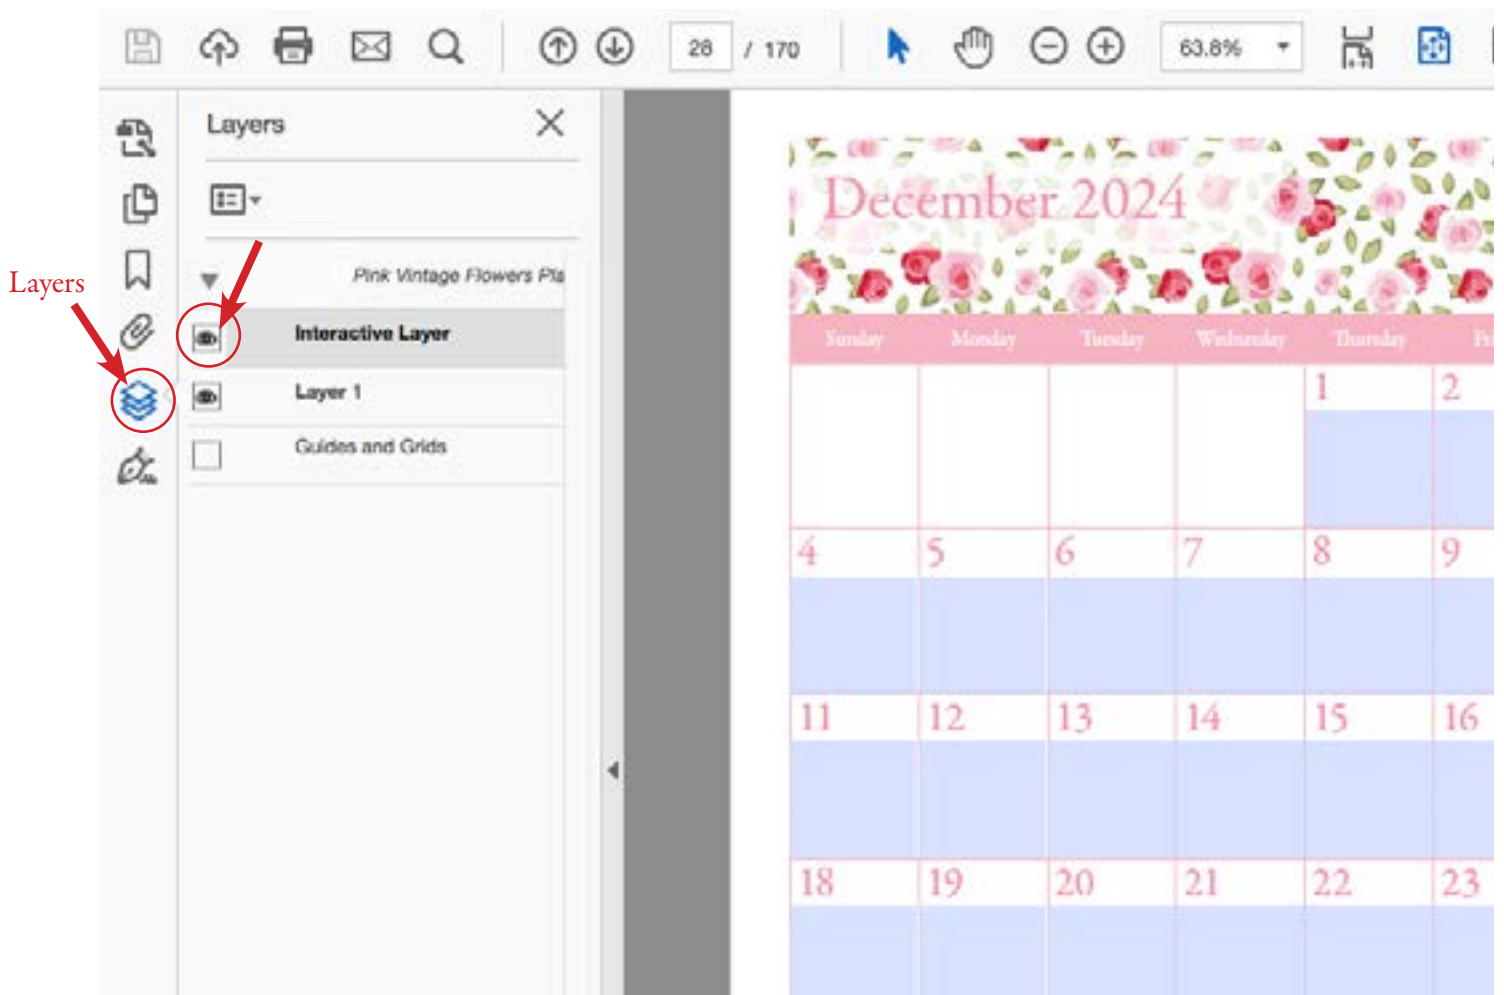 28 / 170
63.8%
Layers
Pink Vintage Flowers Pla
Layers
Interactive Layer
Layer 1
Guides and Grids
December 2024
Sunday Monday Tuesday Wednesday Thursday Fri
1 2
4 5 6 7 8 9
11 12 13 14 15 16
18 19 20 21 22 23